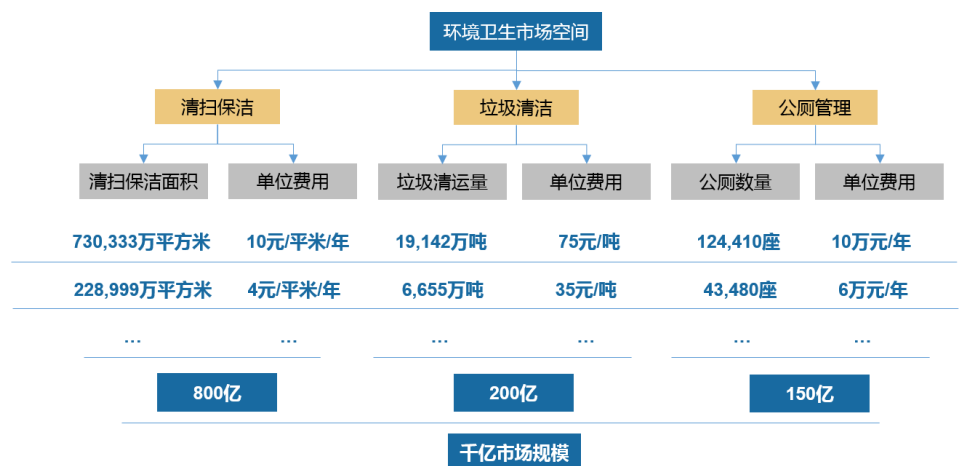 环境卫生市场空间
清扫保洁 垃圾清洁 公厕管理
清扫保洁面积 单位费用 垃圾清运量 单位费用 公厕数量 单位费用
730,333万平方米 10元/平米/年 19,142万吨 75元/吨 124,410座 10万元/年
228,999万平方米 4元/平米/年 6,655万吨 35元/吨 43,480座 6万元/年
... ... ... ... ... ...
800亿 200亿 150亿
千亿市场规模